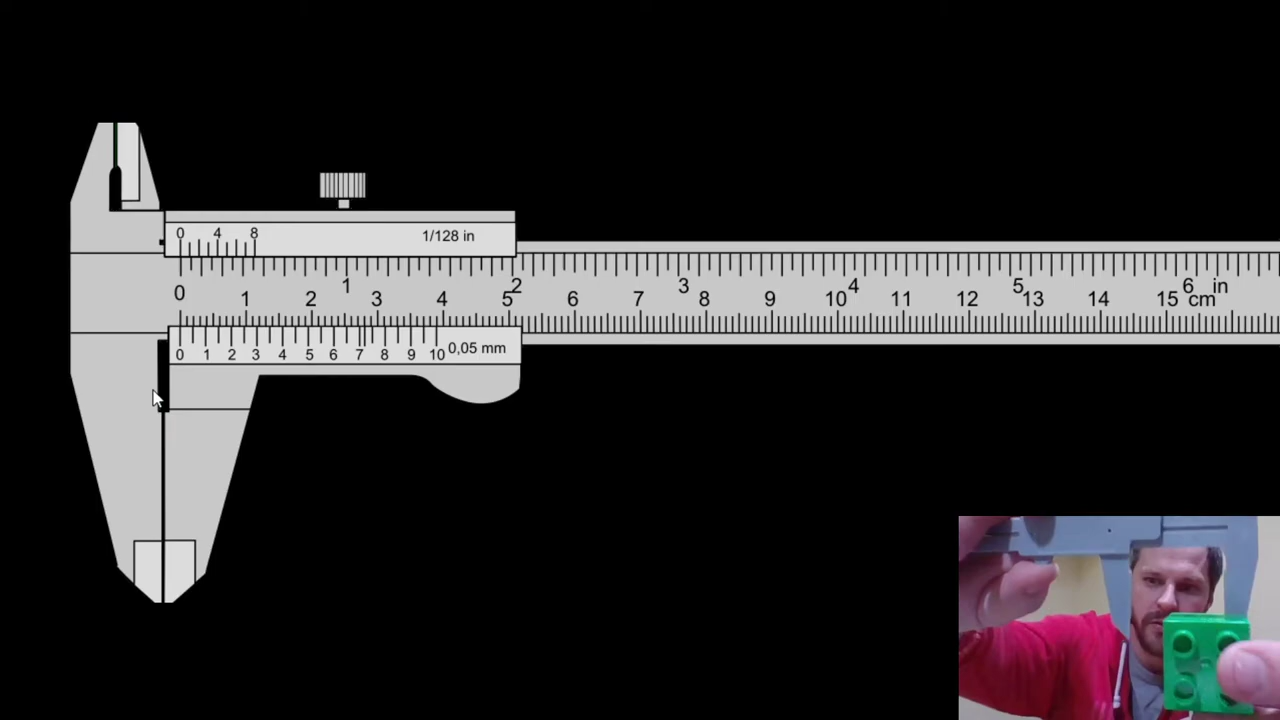 0 4 8 1/128 in
1 2 3 4 5 6 in
0 1 2 3 4 5 6 7 8 9 10 11 12 13 14 15 cm
0 1 2 3 4 5 6 7 8 9 10 0,05 mm